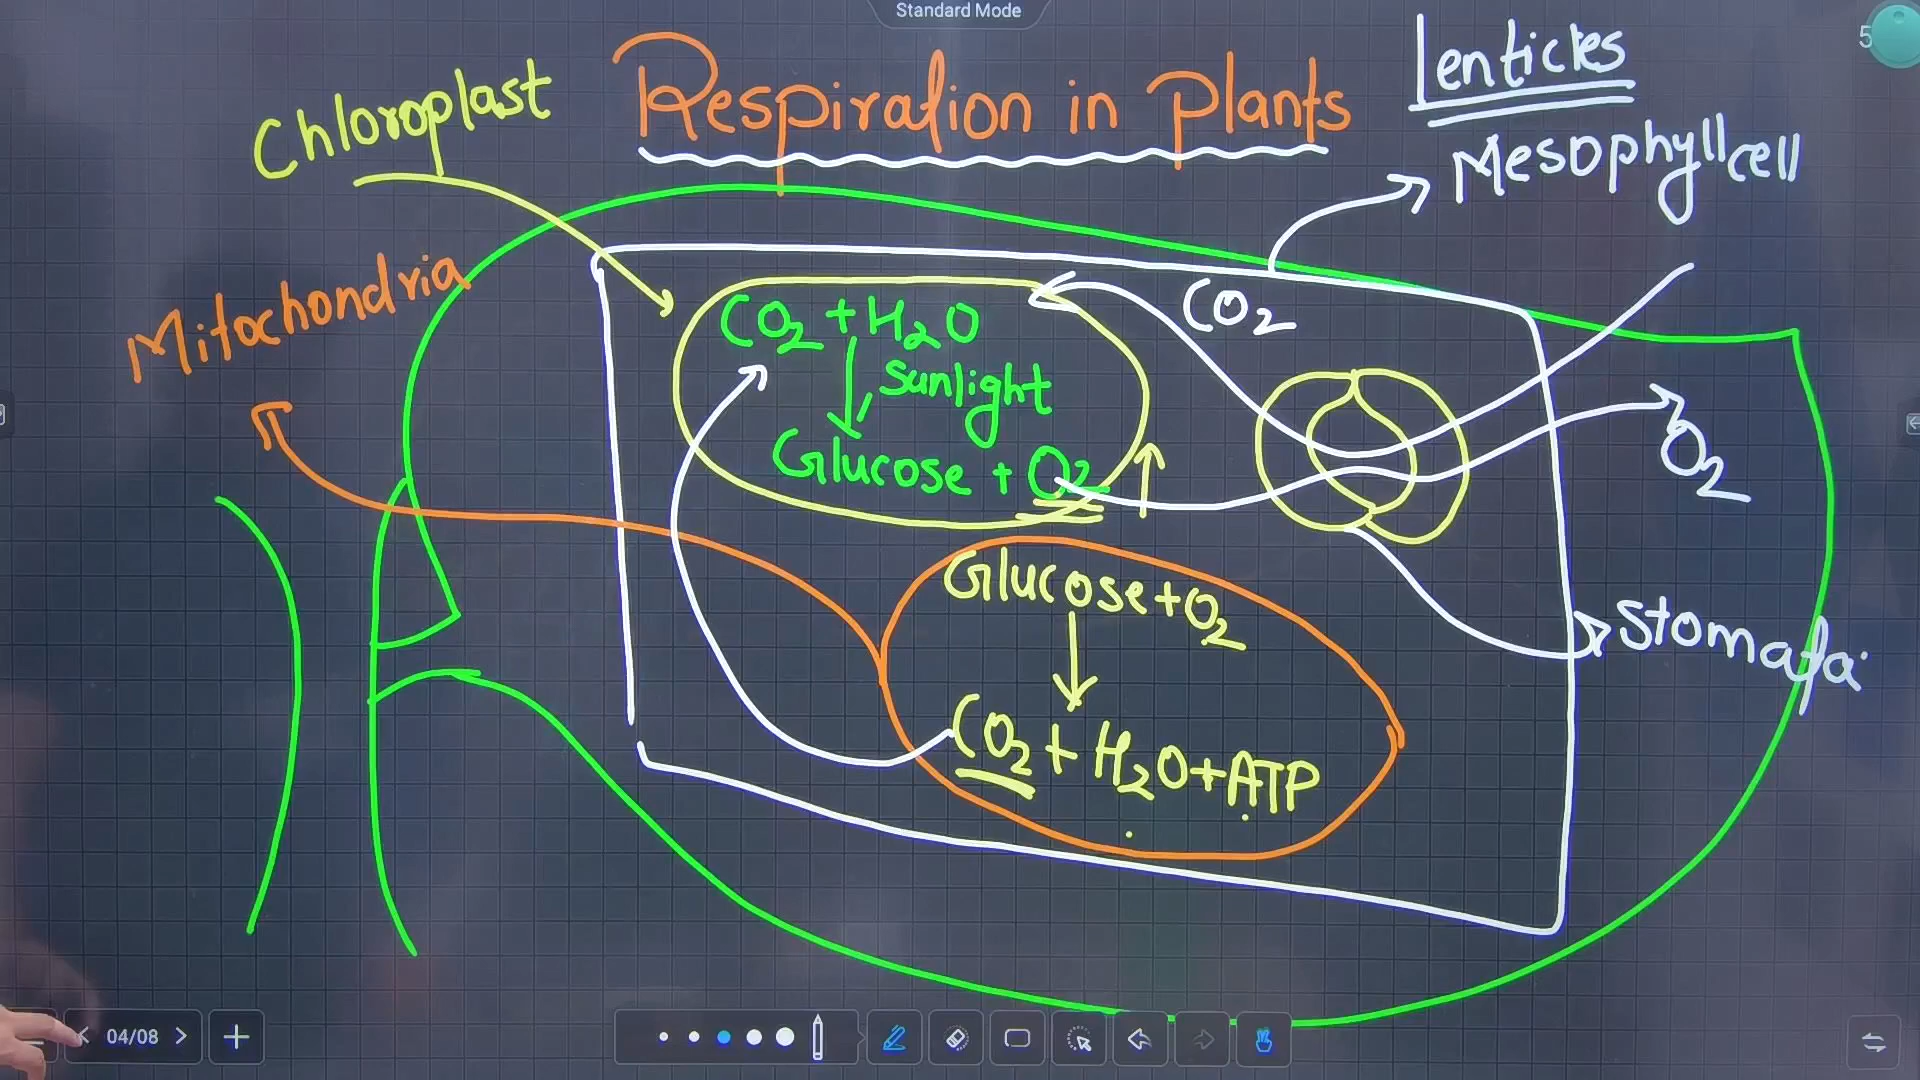 Standard Mode
5
Lenticles
Respiration in Plants
Chloroplast
Mesophyll cell
Mitochondria
CO2
CO2 + H2O
Sunlight
Glucose + O2
O2
Glucose + O2
Stomata
CO2 + H2O + ATP
04/08